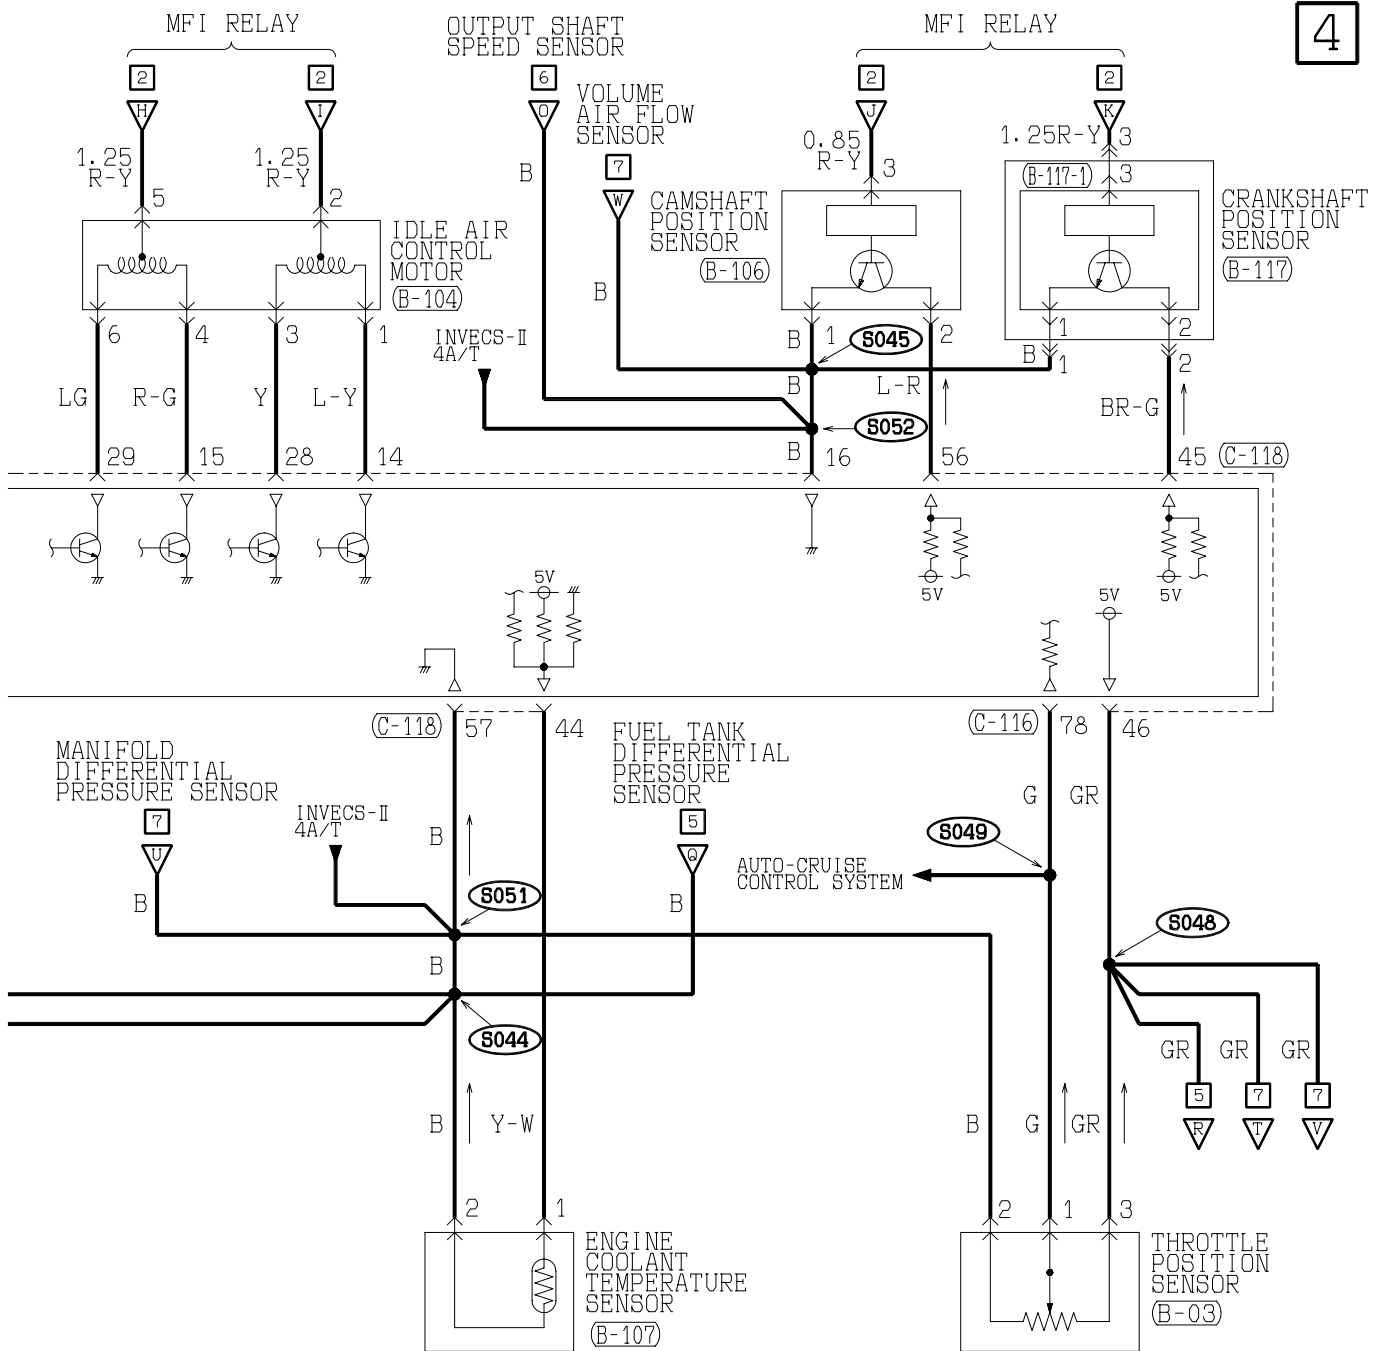 MFI RELAY
OUTPUT SHAFT
SPEED SENSOR
MFI RELAY
4
2
2
6
2
2
H
I
O
VOLUME
AIR FLOW
SENSOR
J
K
1.25
R-Y
1.25
R-Y
0.85
R-Y
1.25R-Y
3
B
7
W
5
2
3
B-117-1
3
IDLE AIR
CONTROL
MOTOR
B-104
CAMSHAFT
POSITION
SENSOR
B-106
CRANKSHAFT
POSITION
SENSOR
B-117
B
6
4
3
1
INVECS-II
4A/T
B
1
2
S045
1
2
B
1
2
LG
R-G
Y
L-Y
B
L-R
BR-G
S052
29
15
28
14
B
16
56
45
C-118
5V
5V
5V
5V
C-118
57
44
C-116
78
46
MANIFOLD
DIFFERENTIAL
PRESSURE SENSOR
FUEL TANK
DIFFERENTIAL
PRESSURE
SENSOR
7
U
INVECS-II
4A/T
B
5
Q
G
GR
S049
AUTO-CRUISE
CONTROL SYSTEM
B
S051
B
S048
B
S044
GR
GR
GR
5
7
7
R
T
V
B
Y-W
B
G
GR
2
1
2
1
3
ENGINE
COOLANT
TEMPERATURE
SENSOR
B-107
THROTTLE
POSITION
SENSOR
B-03